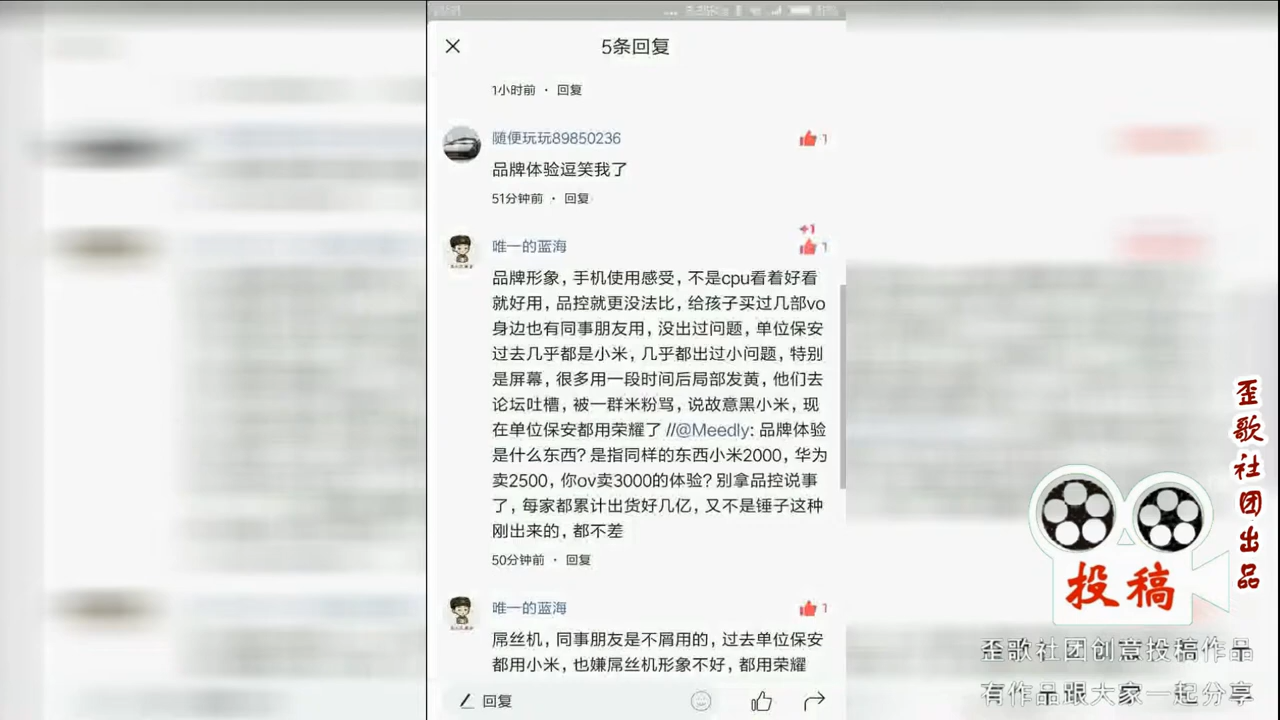 5条回复
1小时前 · 回复
随便玩玩89850236
1
品牌体验逗笑我了
51分钟前 · 回复
+1
唯一的蓝海
1
品牌形象，手机使用感受，不是cpu看着好看
就好用，品控就更没法比，给孩子买过几部vo
身边也有同事朋友用，没出过问题，单位保安
过去几乎都是小米，几乎都出过小问题，特别
是屏幕，很多用一段时间后局部发黄，他们去
论坛吐槽，被一群米粉骂，说故意黑小米，现
在单位保安都用荣耀了 //@Meedly: 品牌体验
是什么东西？是指同样的东西小米2000，华为
卖2500，你ov卖3000的体验？别拿品控说事
了，每家都累计出货好几亿，又不是锤子这种
刚出来的，都不差
50分钟前 · 回复
唯一的蓝海
1
屌丝机，同事朋友是不屑用的，过去单位保安
都用小米，也嫌屌丝机形象不好，都用荣耀
回复
歪歌社团出品
投稿
歪歌社团创意投稿作品
有作品跟大家一起分享